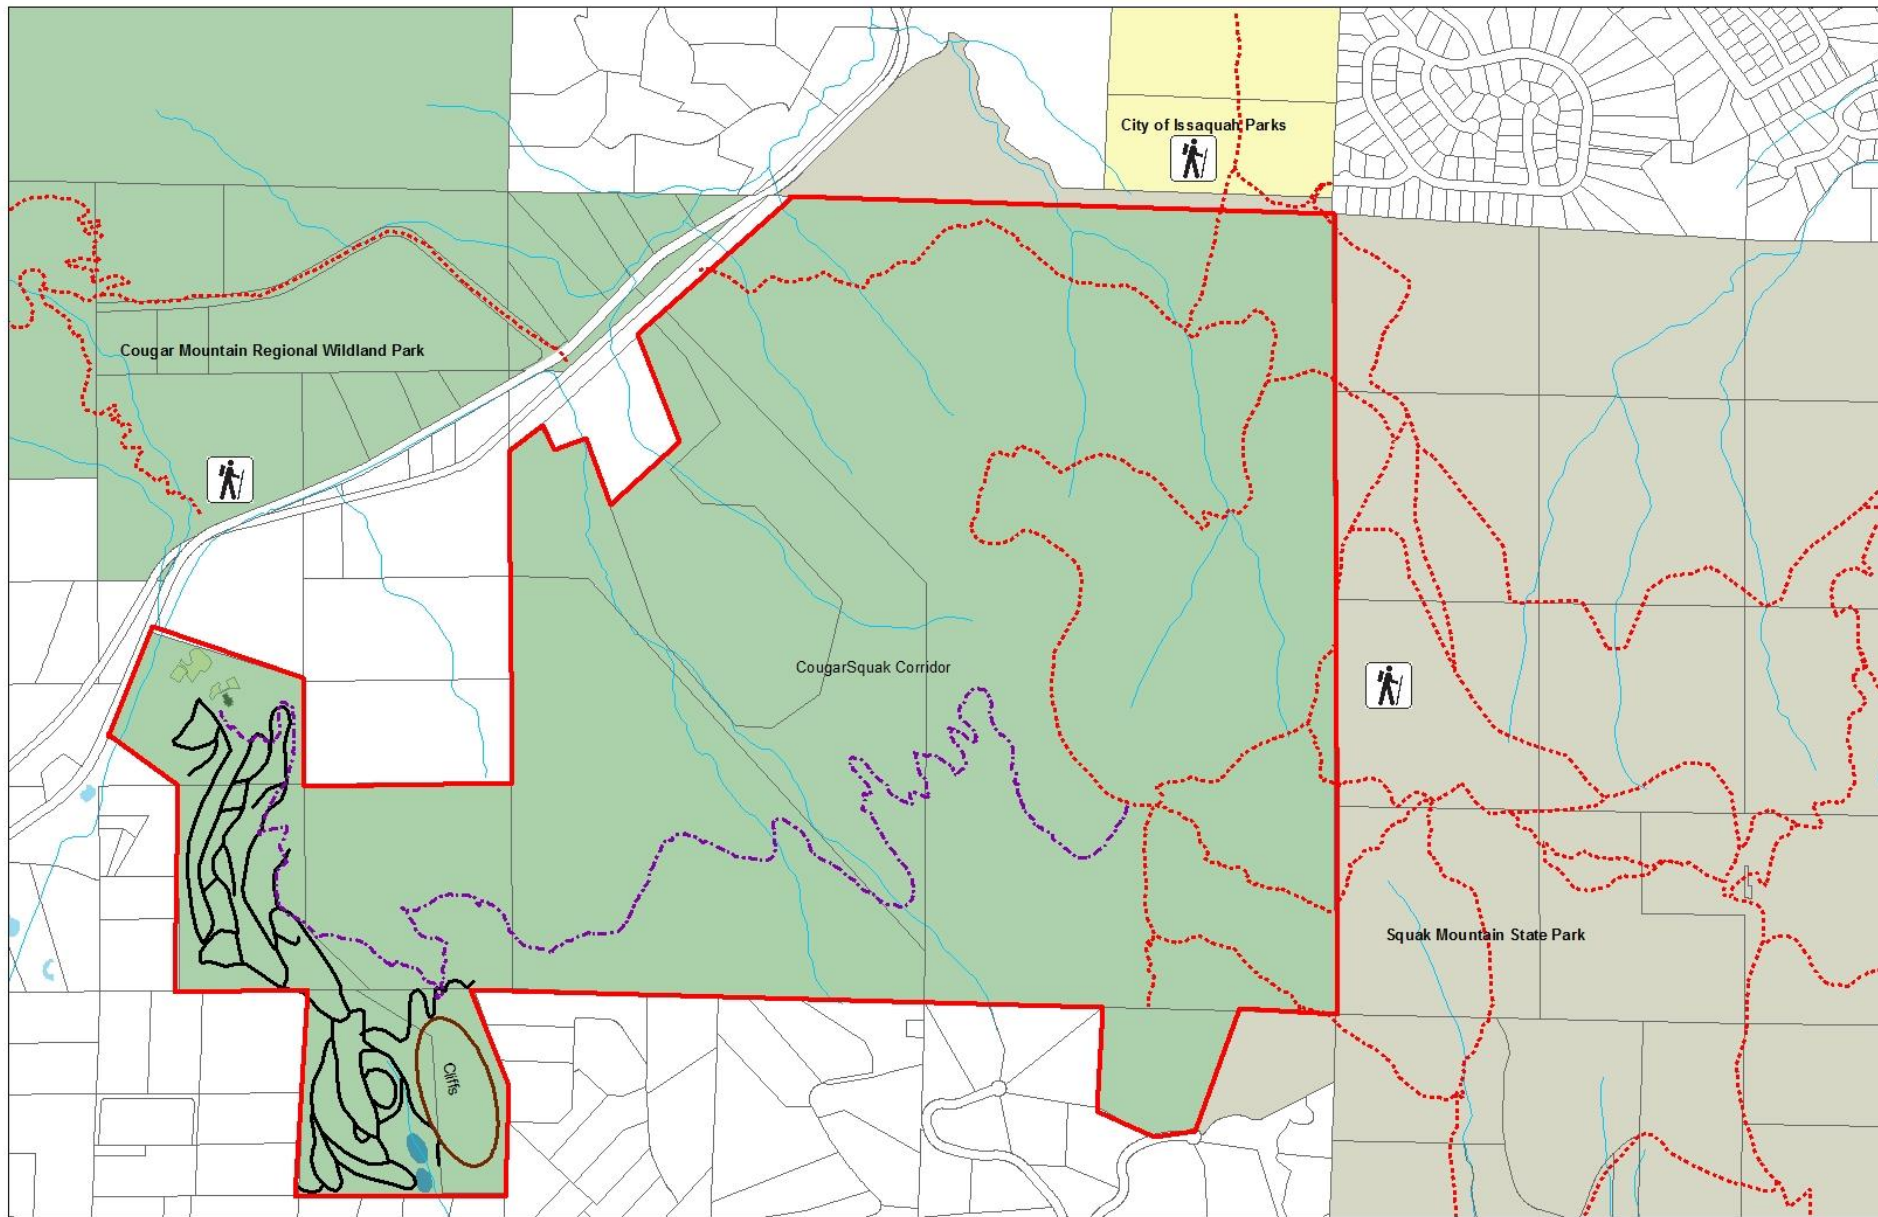 City of Issaquah Parks
Cougar Mountain Regional Wildland Park
CougarSquak Corridor
Squak Mountain State Park
Cliffs